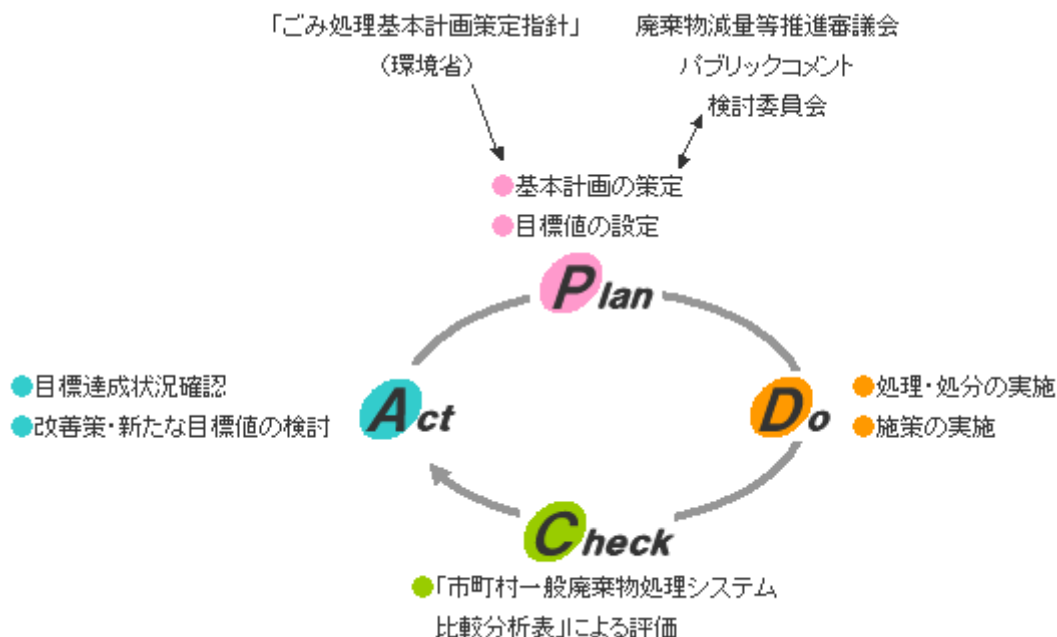 「ごみ処理基本計画策定指針」
（環境省）
廃棄物減量等推進審議会
パブリックコメント
検討委員会
●基本計画の策定
●目標値の設定
Plan
●目標達成状況確認
●改善策・新たな目標値の検討
Act
Do
●処理・処分の実施
●施策の実施
Check
●「市町村一般廃棄物処理システム
比較分析表」による評価